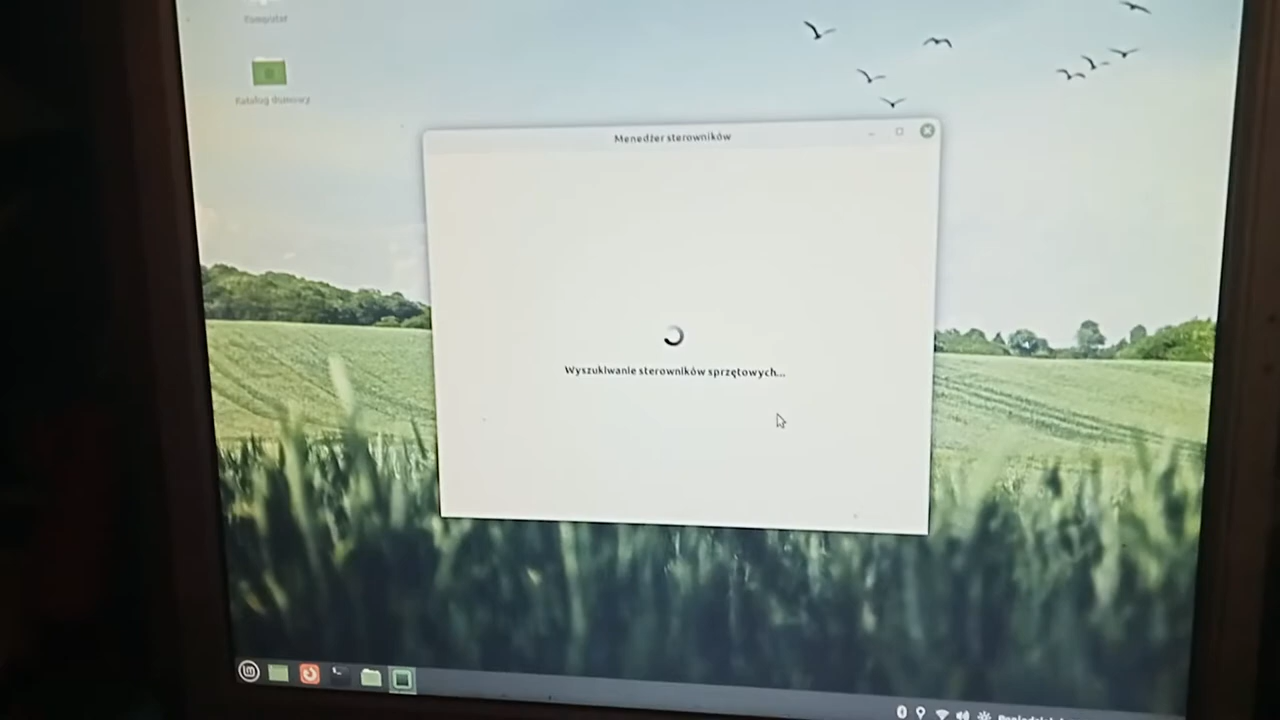 Komputer
Katalog domowy
Menedżer sterowników
Wyszukiwanie sterowników sprzętowych...